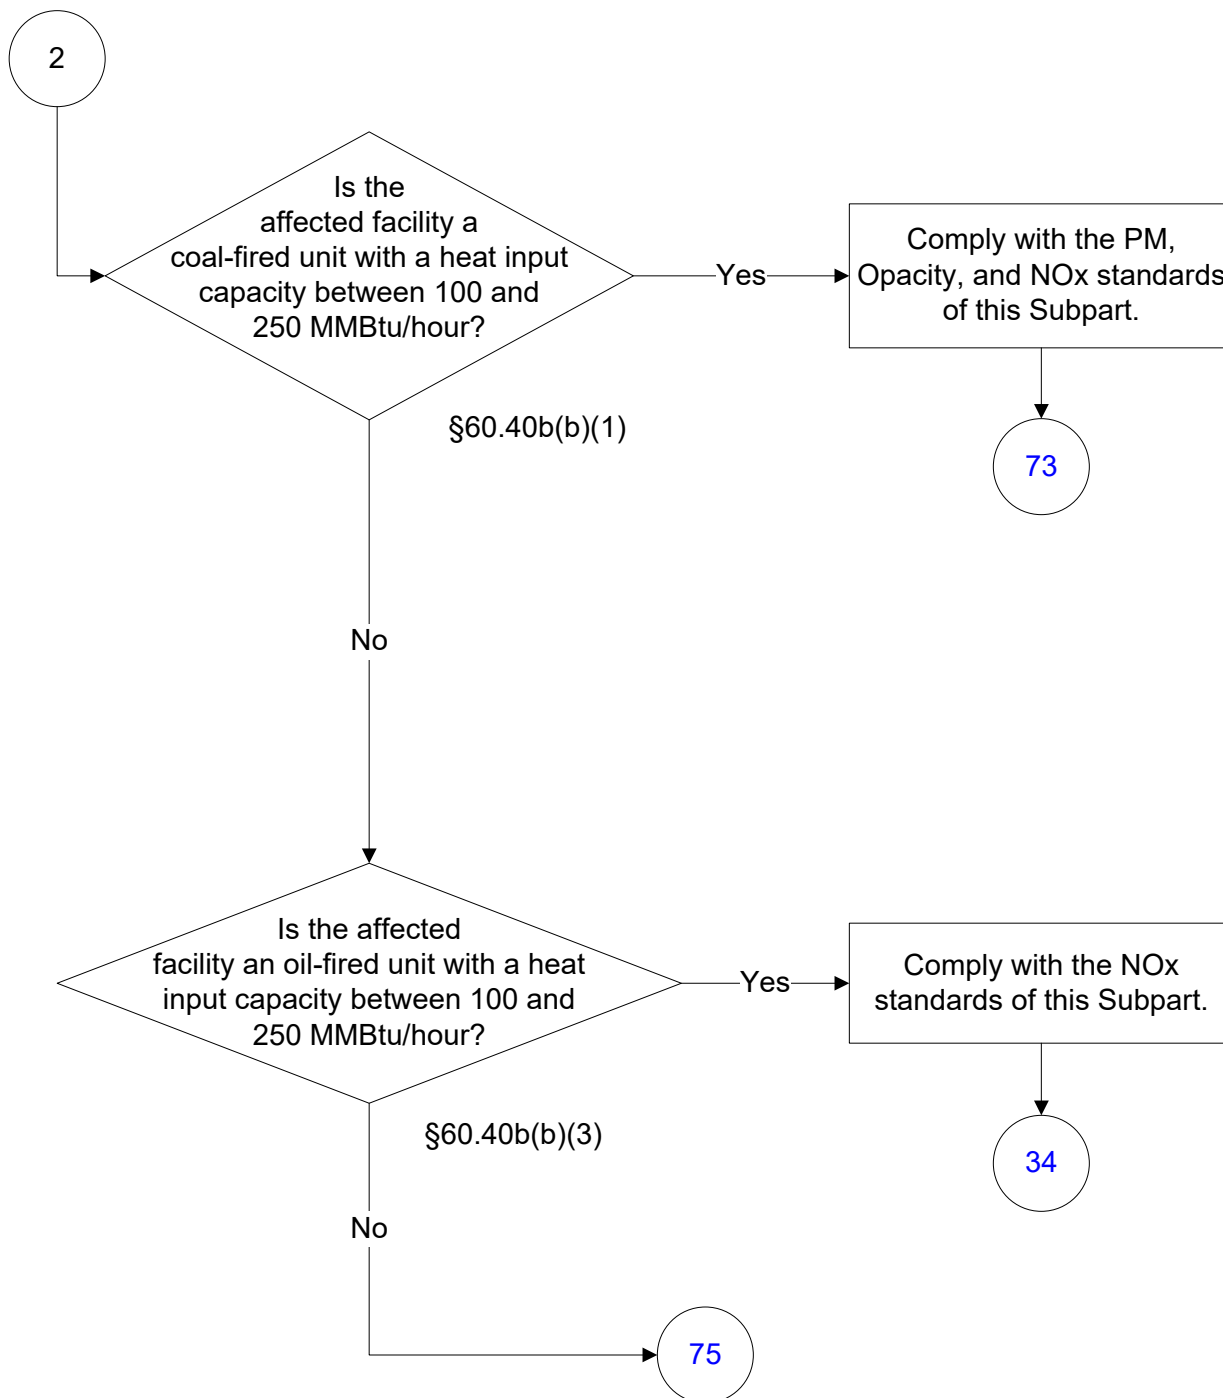 2
Is the
affected facility a
coal-fired unit with a heat input
capacity between 100 and
250 MMBtu/hour?
Yes
Comply with the PM,
Opacity, and NOx standards
of this Subpart.
§60.40b(b)(1)
73
No
Is the affected
facility an oil-fired unit with a heat
input capacity between 100 and
250 MMBtu/hour?
Yes
Comply with the NOx
standards of this Subpart.
§60.40b(b)(3)
34
No
75